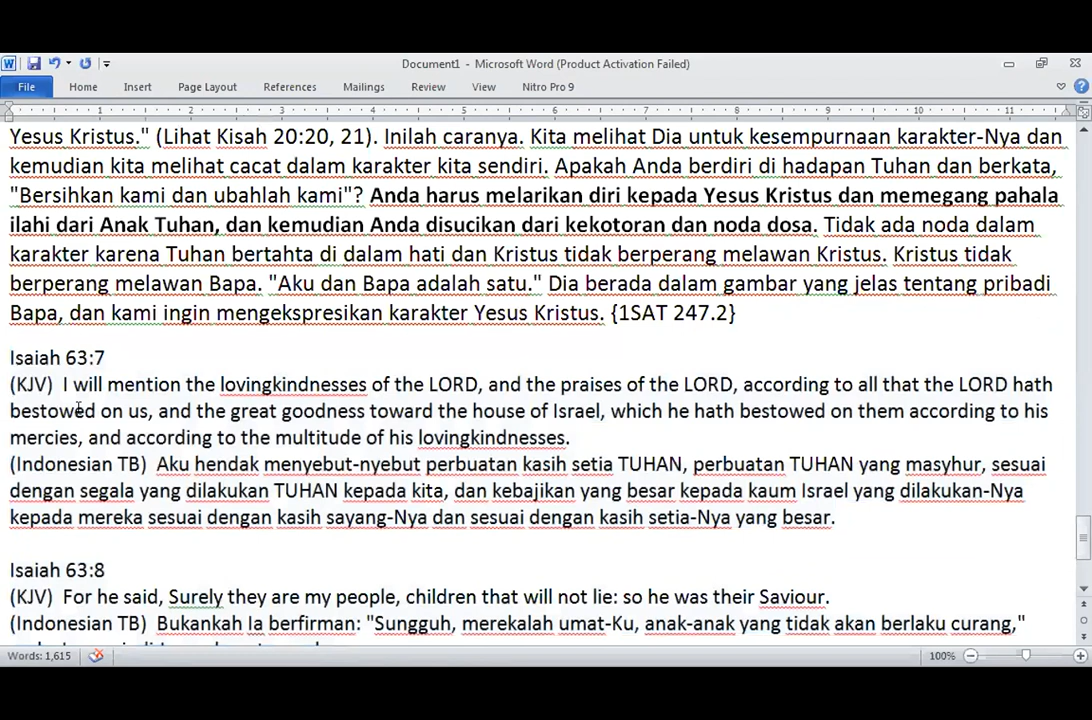 Document1 - Microsoft Word (Product Activation Failed)
File Home Insert Page Layout References Mailings Review View Nitro Pro 9
1 2 3 4 5 6 7 8 9 10 11
Yesus Kristus." (Lihat Kisah 20:20, 21). Inilah caranya. Kita melihat Dia untuk kesempurnaan karakter-Nya dan
kemudian kita melihat cacat dalam karakter kita sendiri. Apakah Anda berdiri di hadapan Tuhan dan berkata,
"Bersihkan kami dan ubahlah kami"? Anda harus melarikan diri kepada Yesus Kristus dan memegang pahala
ilahi dari Anak Tuhan, dan kemudian Anda disucikan dari kekotoran dan noda dosa. Tidak ada noda dalam
karakter karena Tuhan bertahta di dalam hati dan Kristus tidak berperang melawan Kristus. Kristus tidak
berperang melawan Bapa. "Aku dan Bapa adalah satu." Dia berada dalam gambar yang jelas tentang pribadi
Bapa, dan kami ingin mengekspresikan karakter Yesus Kristus. {1SAT 247.2}
Isaiah 63:7
(KJV) I will mention the lovingkindnesses of the LORD, and the praises of the LORD, according to all that the LORD hath
bestowed on us, and the great goodness toward the house of Israel, which he hath bestowed on them according to his
mercies, and according to the multitude of his lovingkindnesses.
(Indonesian TB) Aku hendak menyebut-nyebut perbuatan kasih setia TUHAN, perbuatan TUHAN yang masyhur, sesuai
dengan segala yang dilakukan TUHAN kepada kita, dan kebajikan yang besar kepada kaum Israel yang dilakukan-Nya
kepada mereka sesuai dengan kasih sayang-Nya dan sesuai dengan kasih setia-Nya yang besar.
Isaiah 63:8
(KJV) For he said, Surely they are my people, children that will not lie: so he was their Saviour.
(Indonesian TB) Bukankah Ia berfirman: "Sungguh, merekalah umat-Ku, anak-anak yang tidak akan berlaku curang,"
Words: 1,615 100%